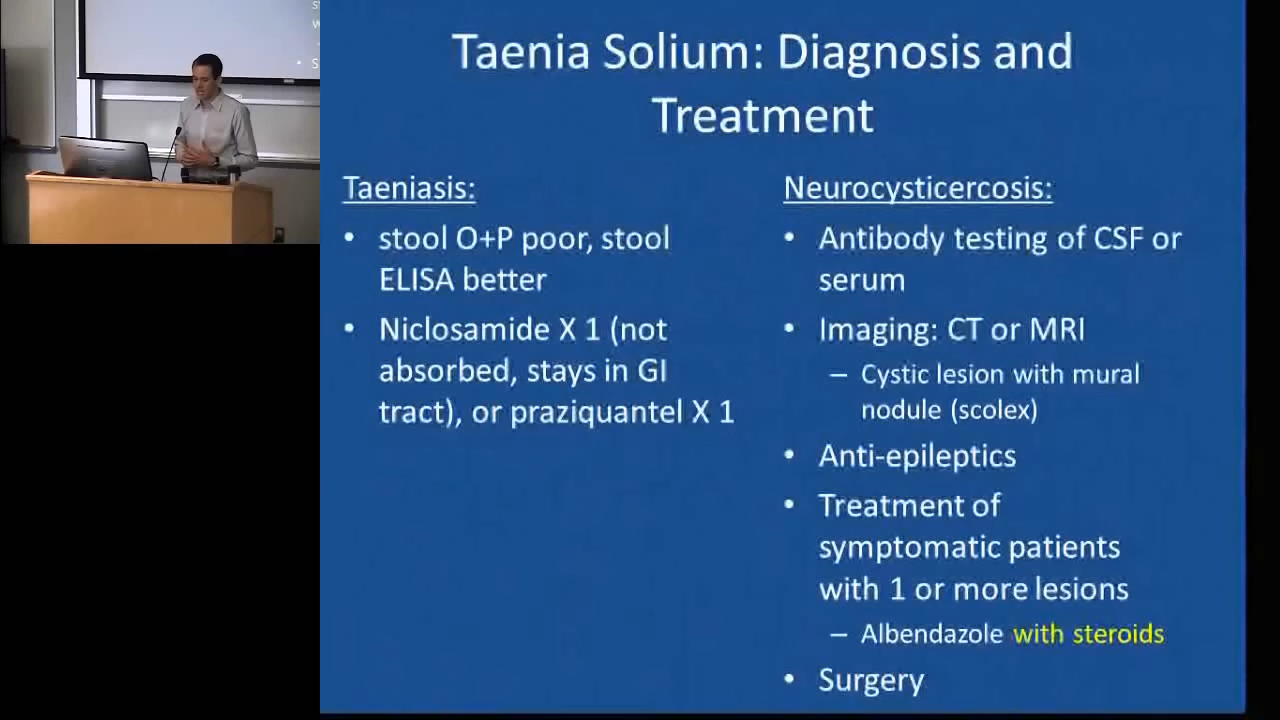 Taenia Solium: Diagnosis and
Treatment
Taeniasis:
• stool O+P poor, stool
ELISA better
• Niclosamide X 1 (not
absorbed, stays in GI
tract), or praziquantel X 1
Neurocysticercosis:
• Antibody testing of CSF or
serum
• Imaging: CT or MRI
– Cystic lesion with mural
nodule (scolex)
• Anti-epileptics
• Treatment of
symptomatic patients
with 1 or more lesions
– Albendazole with steroids
• Surgery